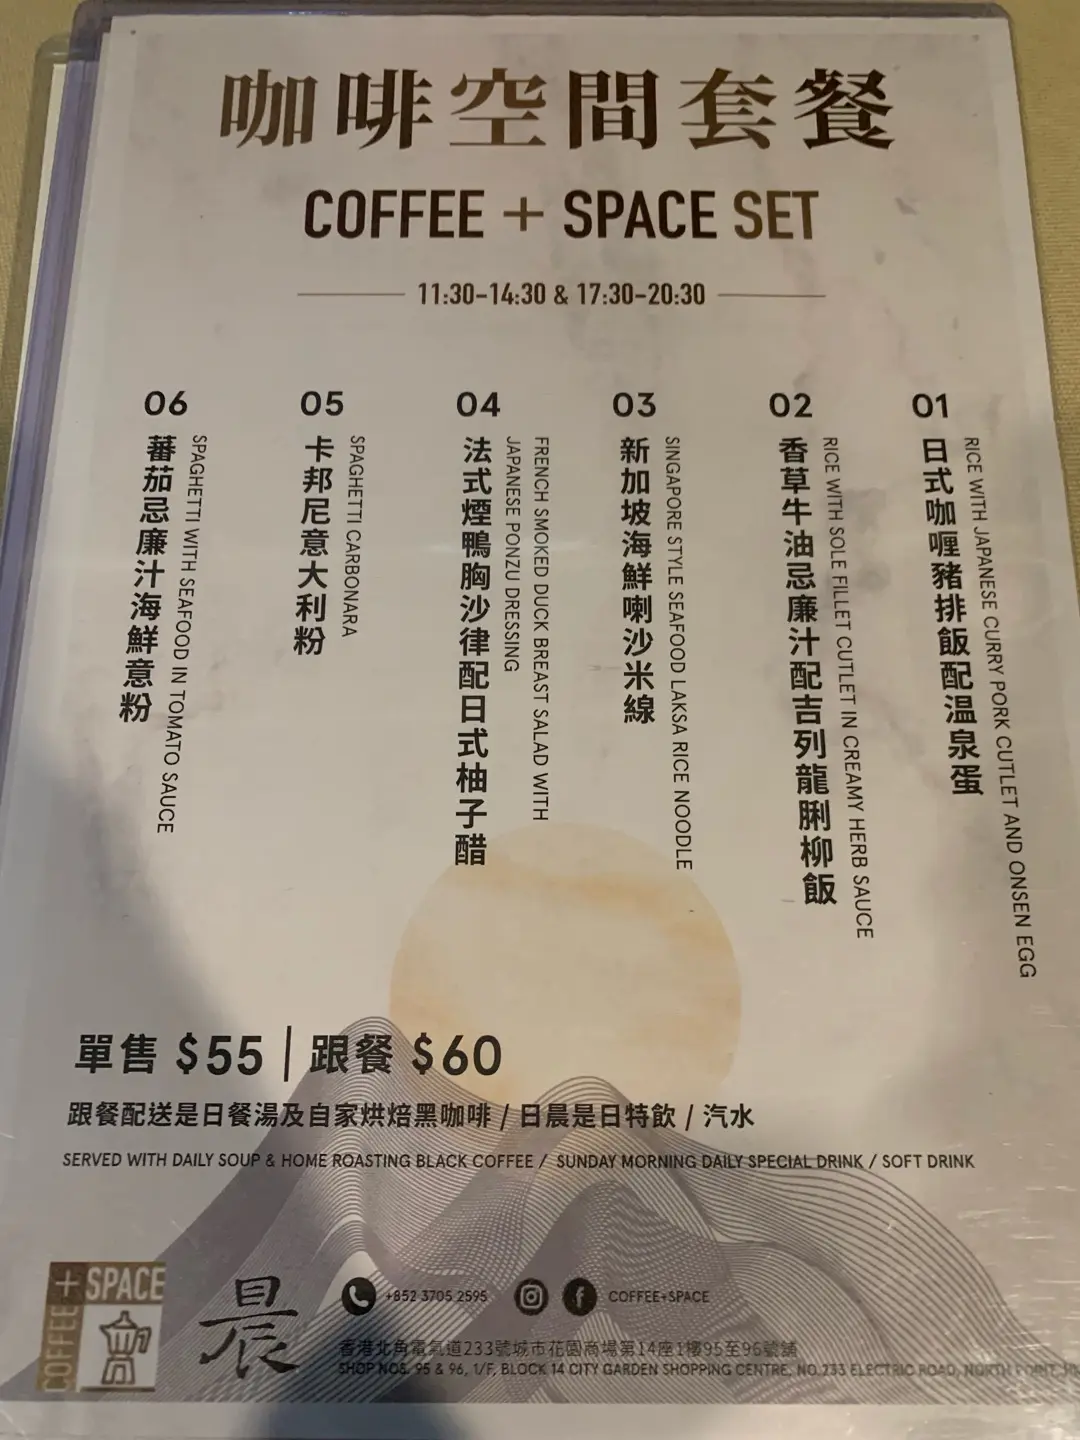 咖啡空間套餐
COFFEE + SPACE SET
11:30-14:30 & 17:30-20:30
01
日式咖喱豬排飯配溫泉蛋
RICE WITH JAPANESE CURRY PORK CUTLET AND ONSEN EGG
02
香草牛油忌廉汁配吉列龍脷柳飯
RICE WITH SOLE FILLET CUTLET IN CREAMY HERB SAUCE
03
新加坡海鮮喇沙米線
SINGAPORE STYLE SEAFOOD LAKSA RICE NOODLE
04
法式煙鴨胸沙律配日式柚子醋
FRENCH SMOKED DUCK BREAST SALAD WITH
JAPANESE PONZU DRESSING
05
卡邦尼意大利粉
SPAGHETTI CARBONARA
06
蕃茄忌廉汁海鮮意粉
SPAGHETTI WITH SEAFOOD IN TOMATO SAUCE
單售 $55 | 跟餐 $60
跟餐配送是日餐湯及自家烘焙黑咖啡 / 日晨是日特飲 / 汽水
SERVED WITH DAILY SOUP & HOME ROASTING BLACK COFFEE / SUNDAY MORNING DAILY SPECIAL DRINK / SOFT DRINK
COFFEE + SPACE
晨
+852 3705 2595
COFFEE+SPACE
香港北角電氣道233號城市花園商場第14座1樓95至96號舖
SHOP NOS. 95 & 96, 1/F, BLOCK 14 CITY GARDEN SHOPPING CENTRE, NO.233 ELECTRIC ROAD, NORTH POINT,